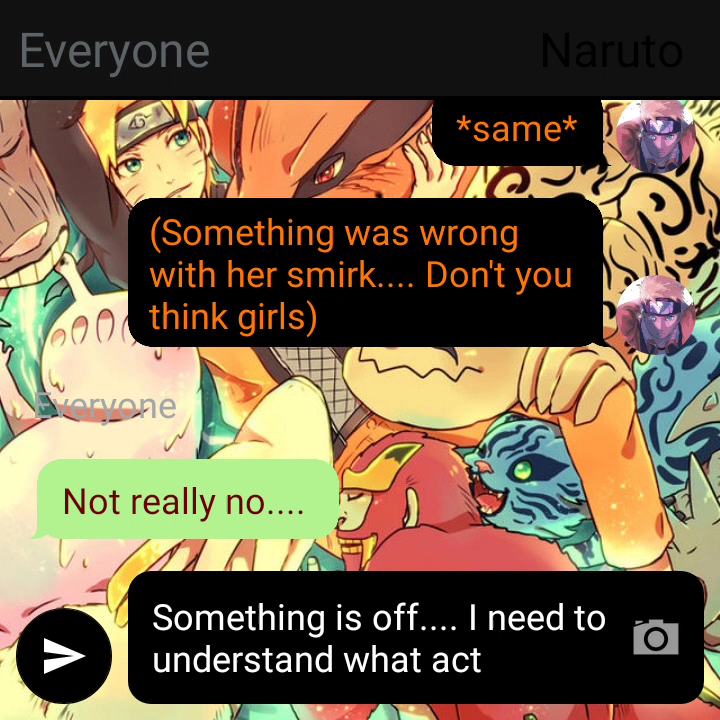 Everyone Naruto
*same*
(Something was wrong
with her smirk.... Don't you
think girls)
Everyone
Not really no....
Something is off.... I need to
understand what act